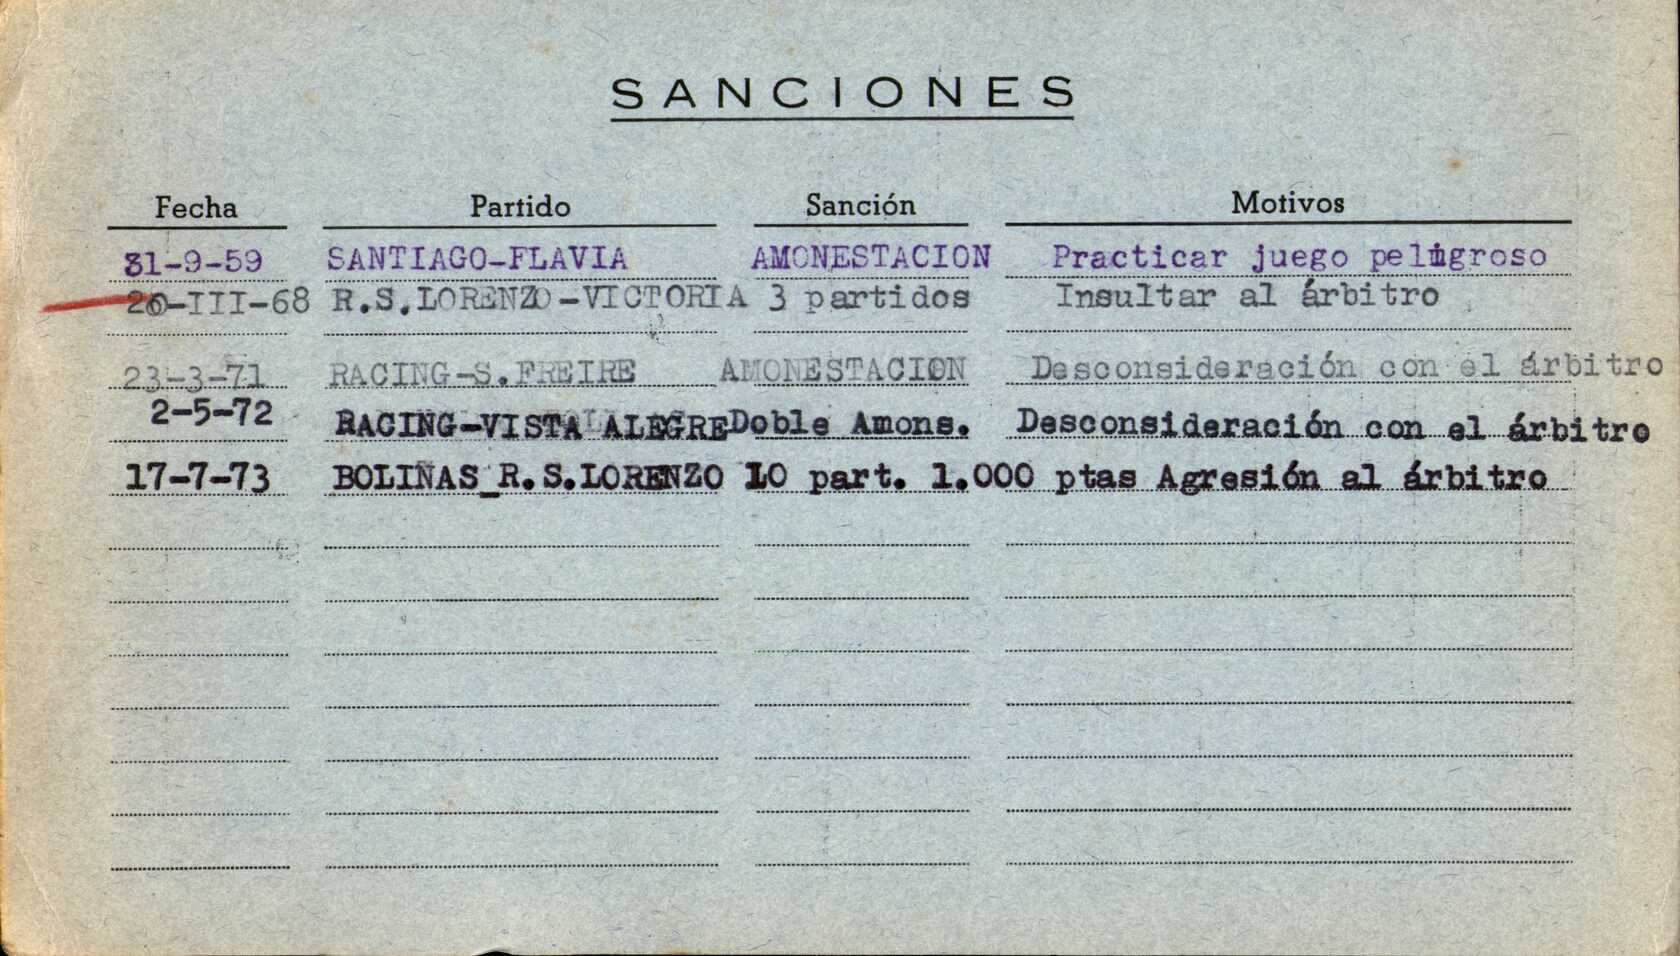 SANCIONES
Fecha Partido Sanción Motivos
31-9-59 SANTIAGO-FLAVIA AMONESTACION Practicar juego peligroso
26-III-68 R.S.LORENZO-VICTORIA 3 partidos Insultar al árbitro
23-3-71 RACING-S.FREIRE AMONESTACION Desconsideración con el árbitro
2-5-72 RACING-VISTA ALEGRE Doble Amons. Desconsideración con el árbitro
17-7-73 BOLIÑAS_R.S.LORENZO 10 part. 1.000 ptas Agresión al árbitro